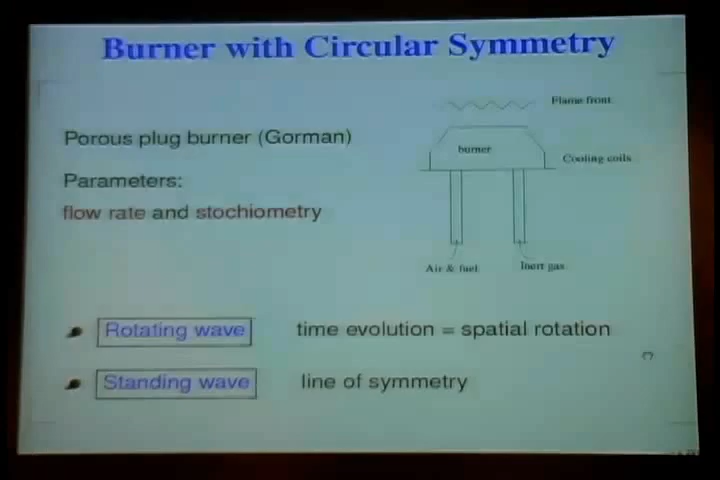 Burner with Circular Symmetry
Flame front
Porous plug burner (Gorman)
burner
Cooling coils
Parameters:
flow rate and stochiometry
Air & fuel
Inert gas
Rotating wave
time evolution = spatial rotation
Standing wave
line of symmetry